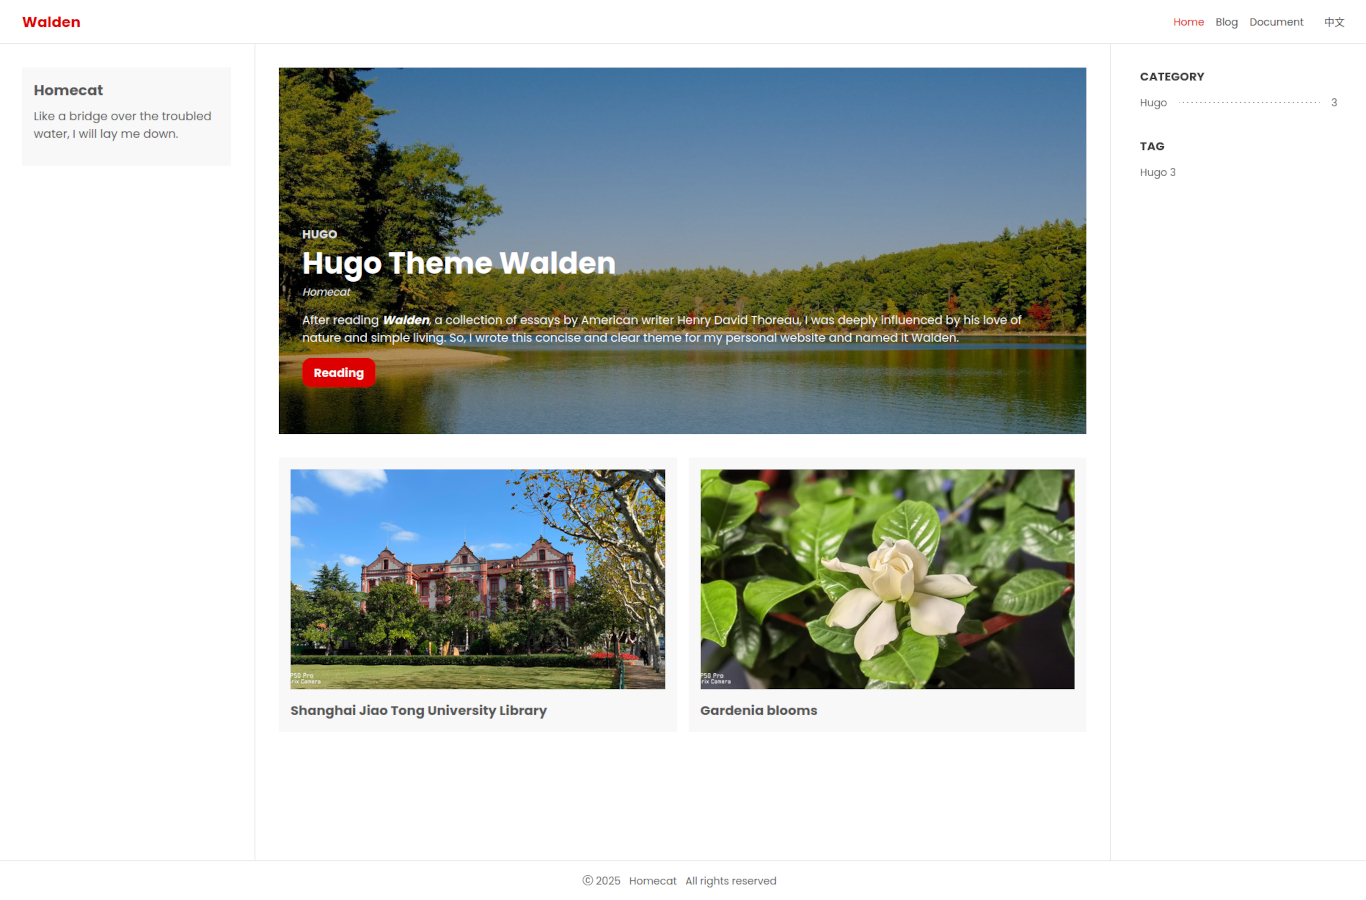 Walden
Home Blog Document 中文
Homecat
Like a bridge over the troubled
water, I will lay me down.
HUGO
Hugo Theme Walden
Homecat
After reading Walden, a collection of essays by American writer Henry David Thoreau, I was deeply influenced by his love of
nature and simple living. So, I wrote this concise and clear theme for my personal website and named it Walden.
Reading
P50 Pro
rix Camera
Shanghai Jiao Tong University Library
P50 Pro
rix Camera
Gardenia blooms
CATEGORY
Hugo 3
TAG
Hugo 3
© 2025 Homecat All rights reserved